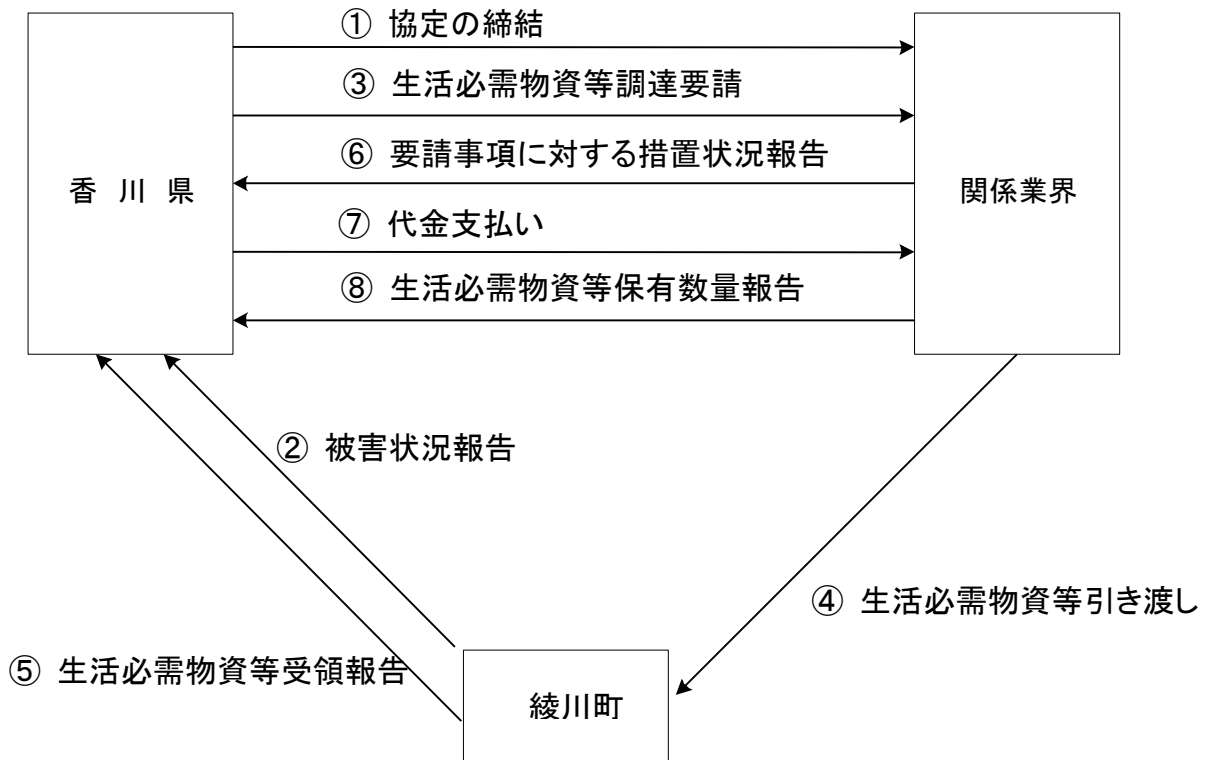 ① 協定の締結
③ 生活必需物資等調達要請
⑥ 要請事項に対する措置状況報告
香 川 県
関係業界
⑦ 代金支払い
⑧ 生活必需物資等保有数量報告
② 被害状況報告
④ 生活必需物資等引き渡し
⑤ 生活必需物資等受領報告
綾川町